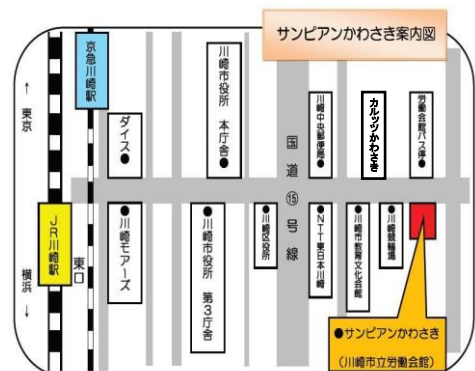 サンピアンかわさき案内図
↑
東京
京急川崎駅
ダイス●
川崎市役所 本庁舎●
国道⑮号線
川崎中央郵便局●
カルッツかわさき
労働会館バス停●
JR川崎駅
東口
横浜
↓
●川崎モアーズ
●川崎市役所 第3庁舎
●川崎区役所
●NTT東日本川崎
●川崎市教育文化会館
●川崎競輪場
●サンピアンかわさき
(川崎市立労働会館)